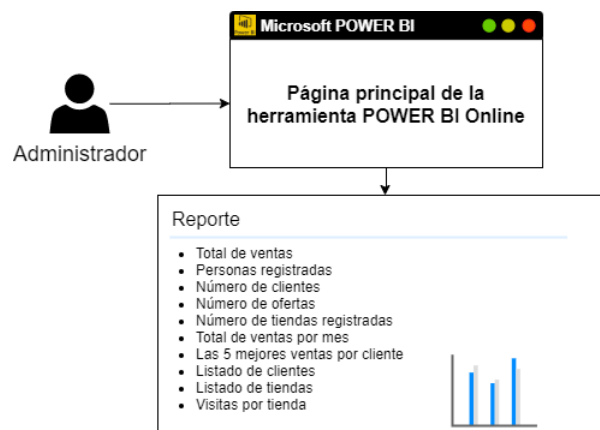 Microsoft POWER BI
Power BI
Página principal de la
herramienta POWER BI Online
Administrador
Reporte
Total de ventas
Personas registradas
Número de clientes
Número de ofertas
Número de tiendas registradas
Total de ventas por mes
Las 5 mejores ventas por cliente
Listado de clientes
Listado de tiendas
Visitas por tienda